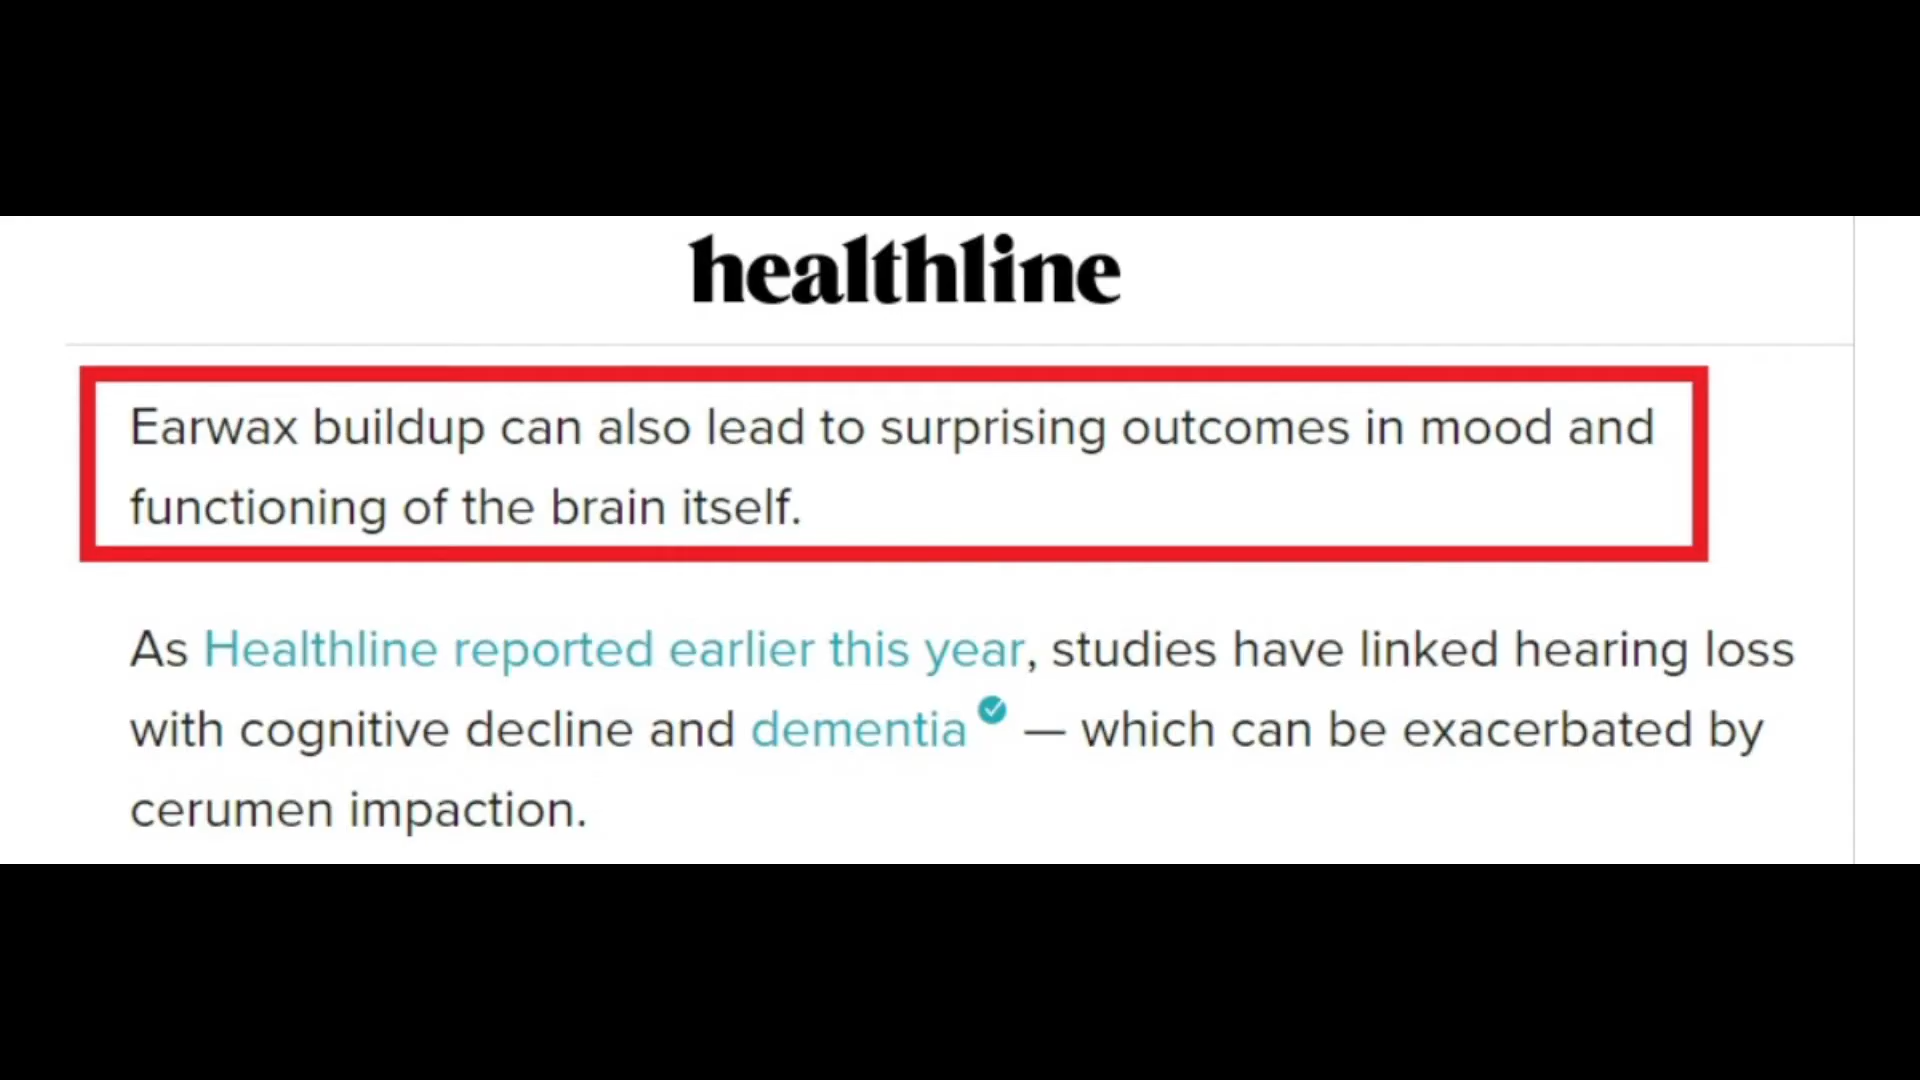 healthline
Earwax buildup can also lead to surprising outcomes in mood and
functioning of the brain itself.
As Healthline reported earlier this year, studies have linked hearing loss
with cognitive decline and dementia — which can be exacerbated by
cerumen impaction.